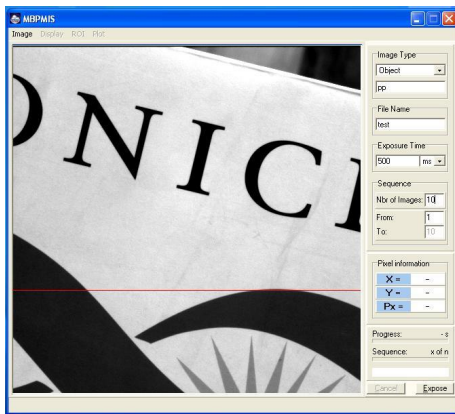 MBPMIS
Image Display ROI Plot
ONICI
Image Type
Object
pp
File Name
test
Exposure Time
500 ms
Sequence
Nbr of Images: 10
From: 1
To: 10
Pixel information
X = -
Y = -
Px = -
Progress: - s
Sequence: x of n
Cancel Expose